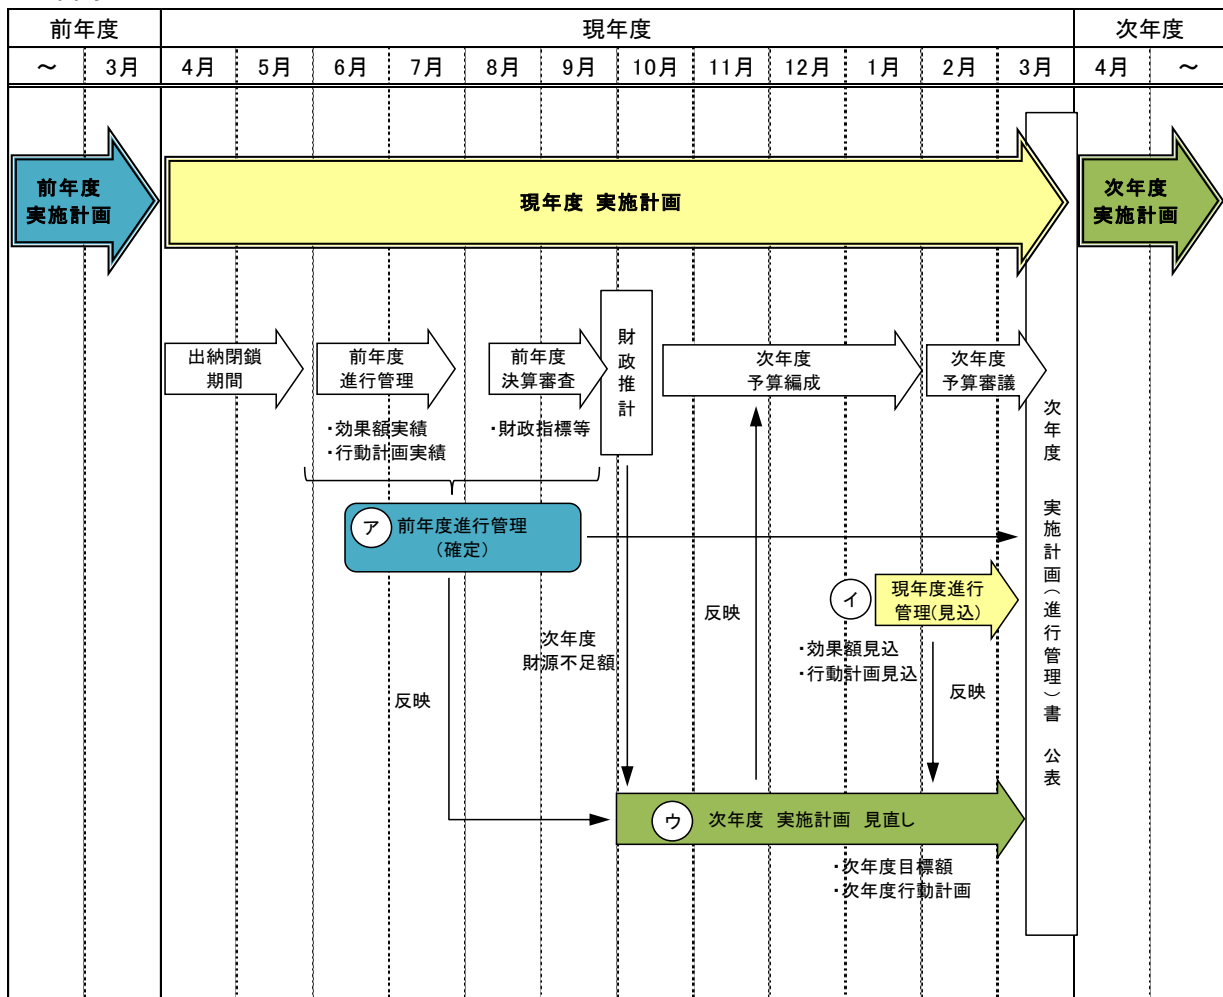 前年度
現年度
次年度
～
3月
4月
5月
6月
7月
8月
9月
10月
11月
12月
1月
2月
3月
4月
～
前年度
実施計画
現年度 実施計画
次年度
実施計画
出納閉鎖
期間
前年度
進行管理
前年度
決算審査
財政推計
次年度
予算編成
次年度
予算審議
・効果額実績
・行動計画実績
・財政指標等
ア
前年度進行管理
（確定）
イ
現年度進行
管理(見込)
・効果額見込
・行動計画見込
次年度
財源不足額
反映
反映
反映
ウ
次年度 実施計画 見直し
・次年度目標額
・次年度行動計画
次年度 実施計画（進行管理）書 公表